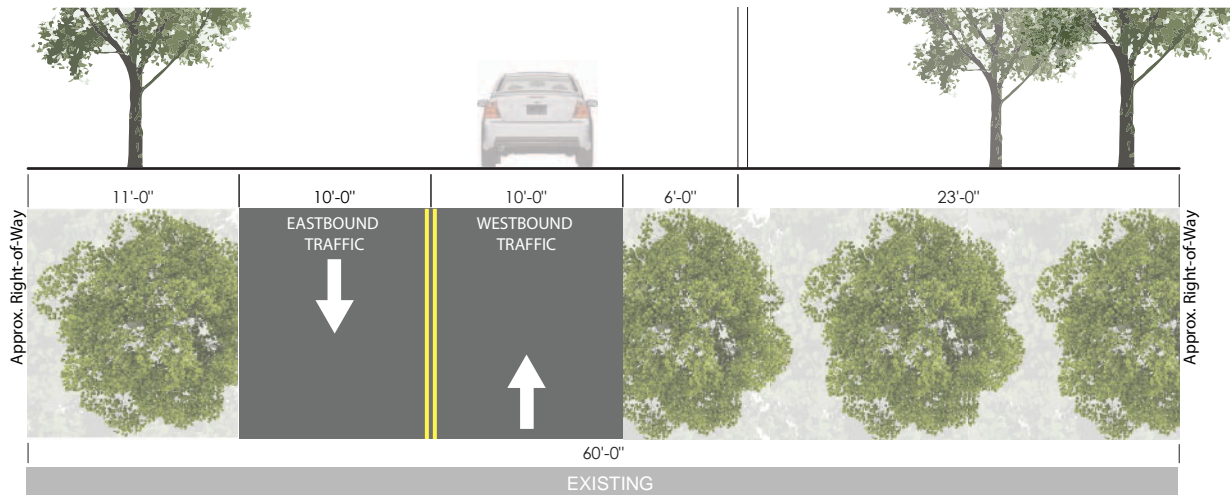 11'-0"
10'-0"
10'-0"
6'-0"
23'-0"
Approx. Right-of-Way
EASTBOUND
TRAFFIC
WESTBOUND
TRAFFIC
Approx. Right-of-Way
60'-0"
EXISTING